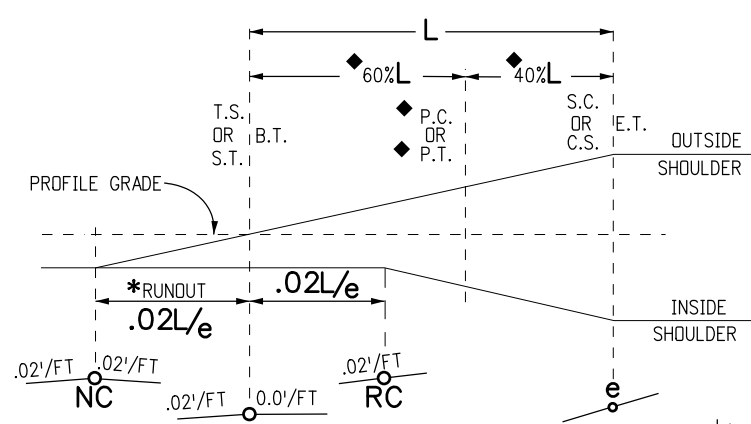 L
60%L
40%L
T.S.
OR
S.T.
B.T.
P.C.
OR
P.T.
S.C.
OR
C.S.
E.T.
OUTSIDE
SHOULDER
PROFILE GRADE
*RUNOUT
.02L/e
.02L/e
INSIDE
SHOULDER
.02'/FT
.02'/FT
NC
.02'/FT
0.0'/FT
.02'/FT
RC
e